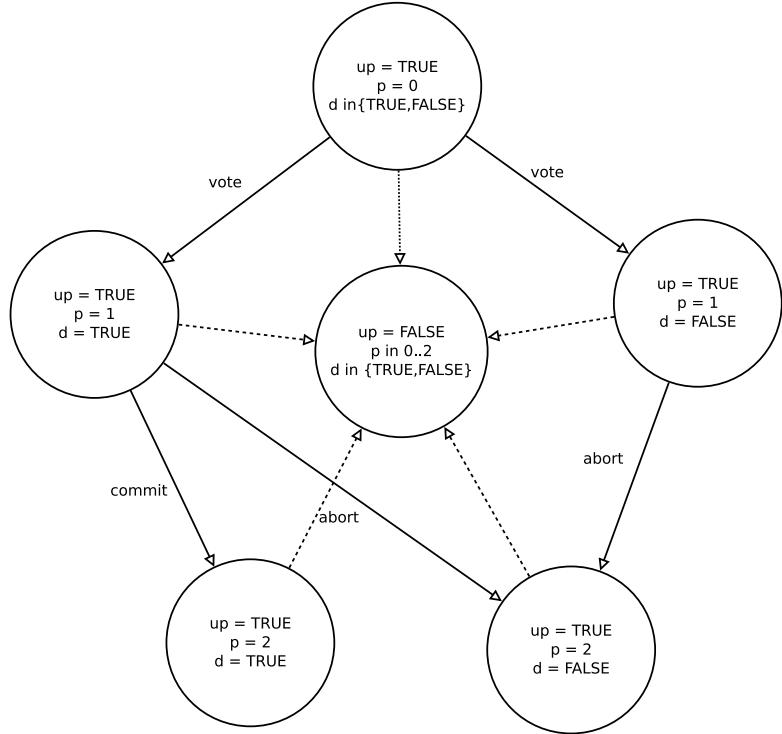 up = TRUE
p = 0
d in{TRUE,FALSE}
vote
vote
up = TRUE
p = 1
d = TRUE
up = FALSE
p in 0..2
d in {TRUE,FALSE}
up = TRUE
p = 1
d = FALSE
commit
abort
abort
up = TRUE
p = 2
d = TRUE
up = TRUE
p = 2
d = FALSE